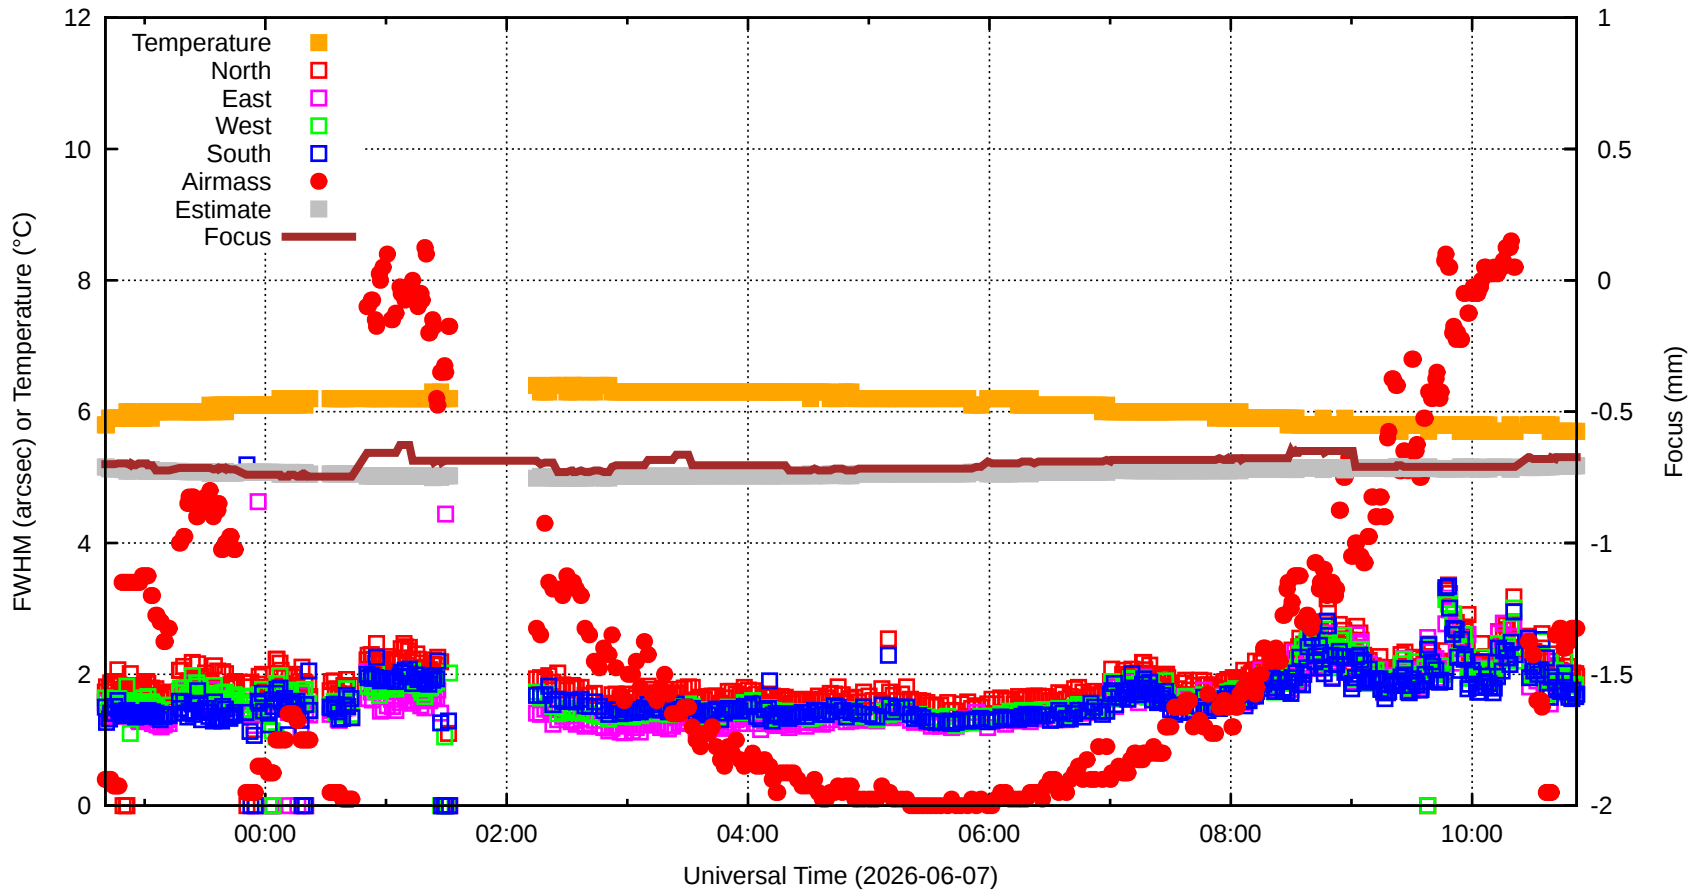 12
10
8
6
4
2
0
1
0.5
0
-0.5
-1
-1.5
-2
Temperature
North
East
West
South
Airmass
Estimate
Focus
FWHM (arcsec) or Temperature (°C)
Focus (mm)
00:00 02:00 04:00 06:00 08:00 10:00
Universal Time (2026-06-07)